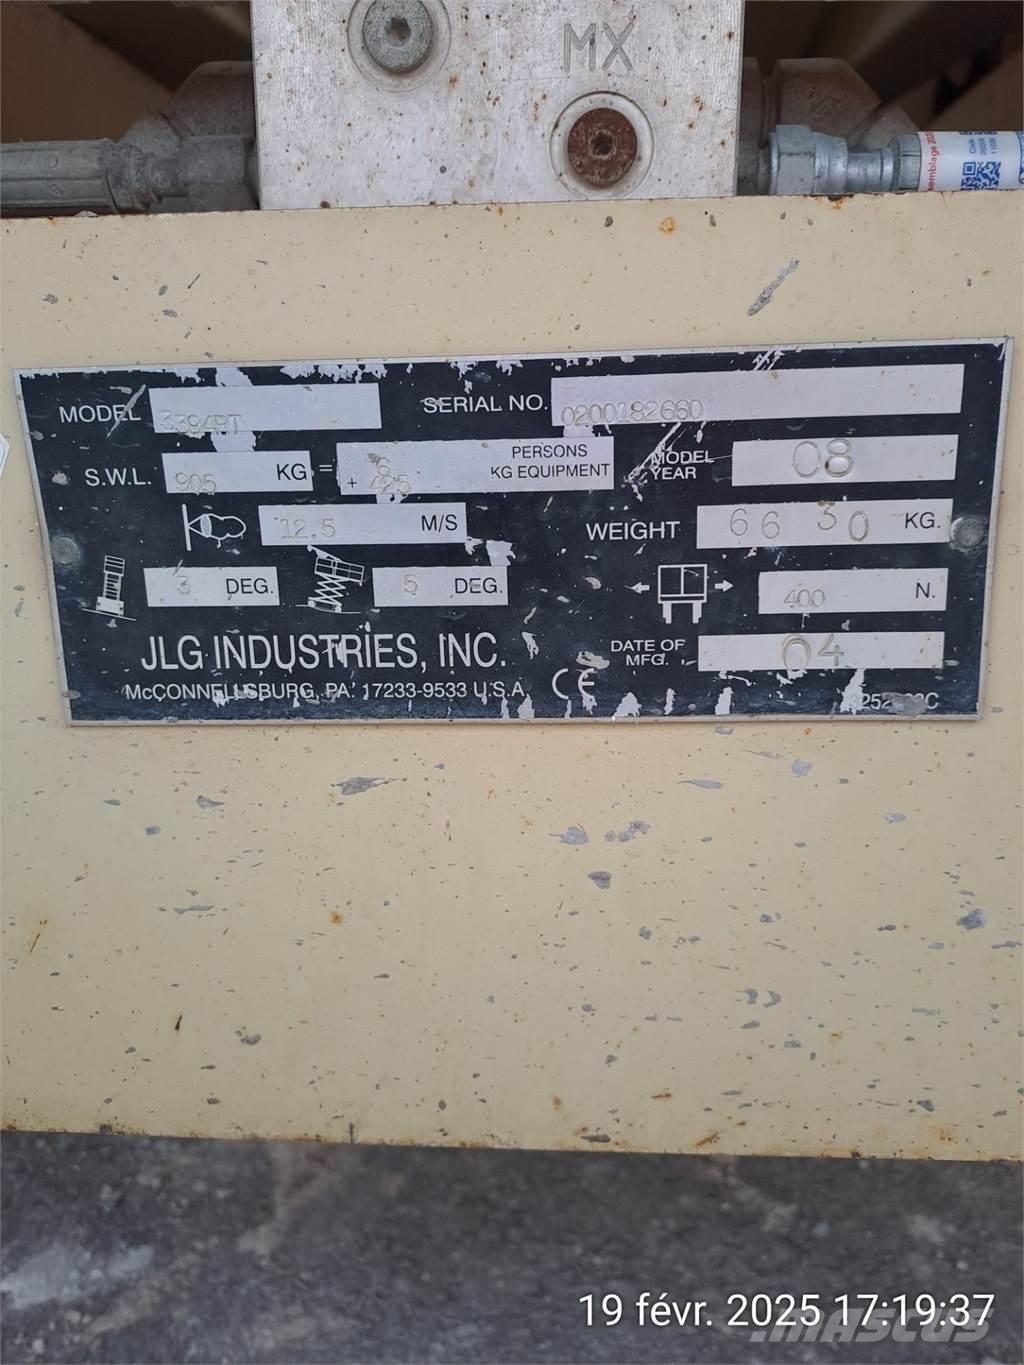 MX
MODEL 3394RT SERIAL NO. 0200182660
S.W.L. 905 KG = 6 PERSONS
+ 425 KG EQUIPMENT
MODEL YEAR 08
12.5 M/S WEIGHT 6630 KG.
3 DEG. 5 DEG. 400 N.
JLG INDUSTRIES, INC. DATE OF MFG. 04
McCONNELLSBURG, PA. 17233-9533 U.S.A. CE
19 févr. 2025 17:19:37
MASCUS